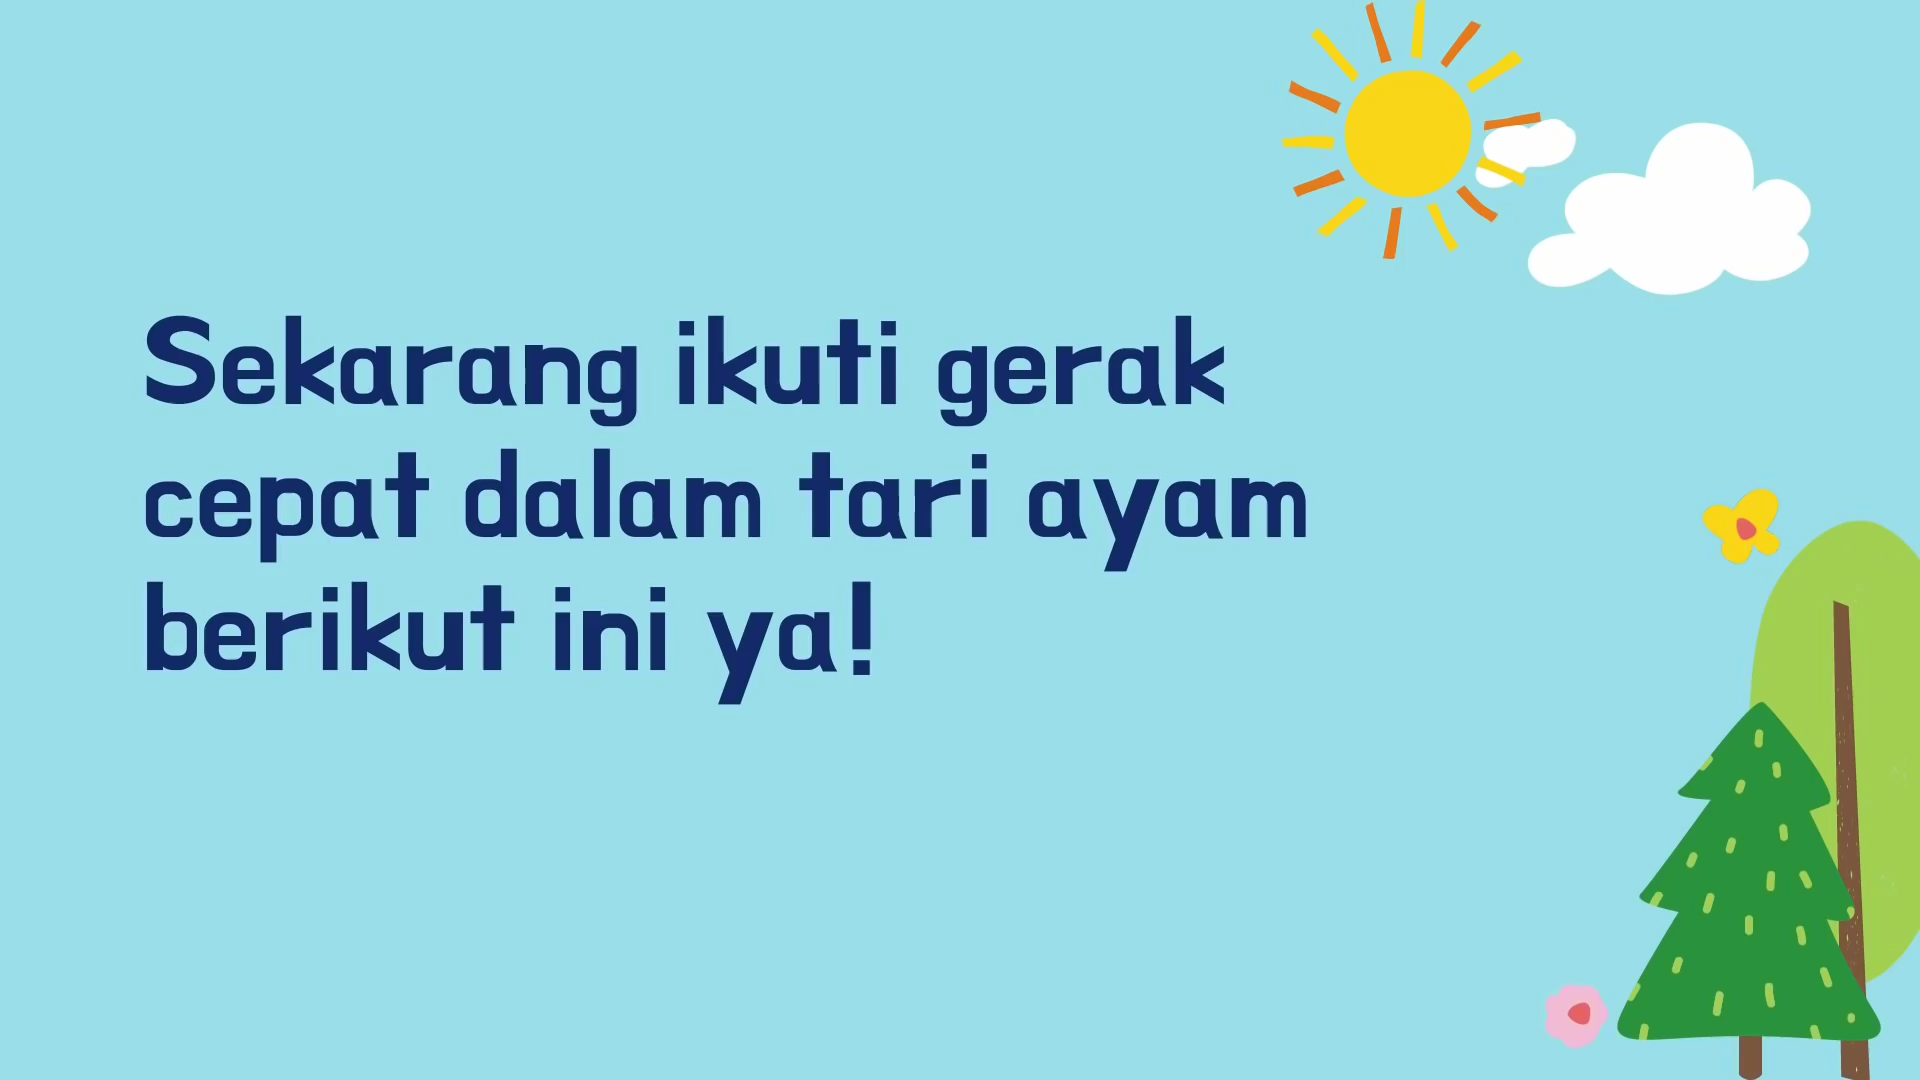 Sekarang ikuti gerak
cepat dalam tari ayam
berikut ini ya!